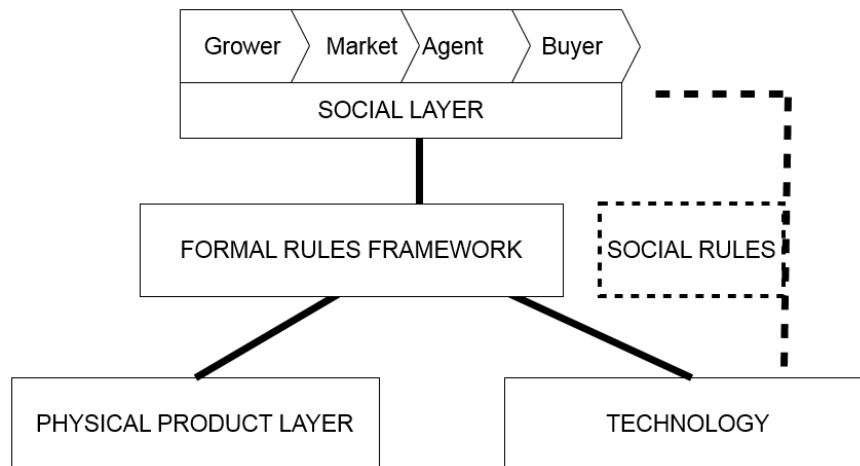 Grower Market Agent Buyer
SOCIAL LAYER
FORMAL RULES FRAMEWORK SOCIAL RULES
PHYSICAL PRODUCT LAYER TECHNOLOGY